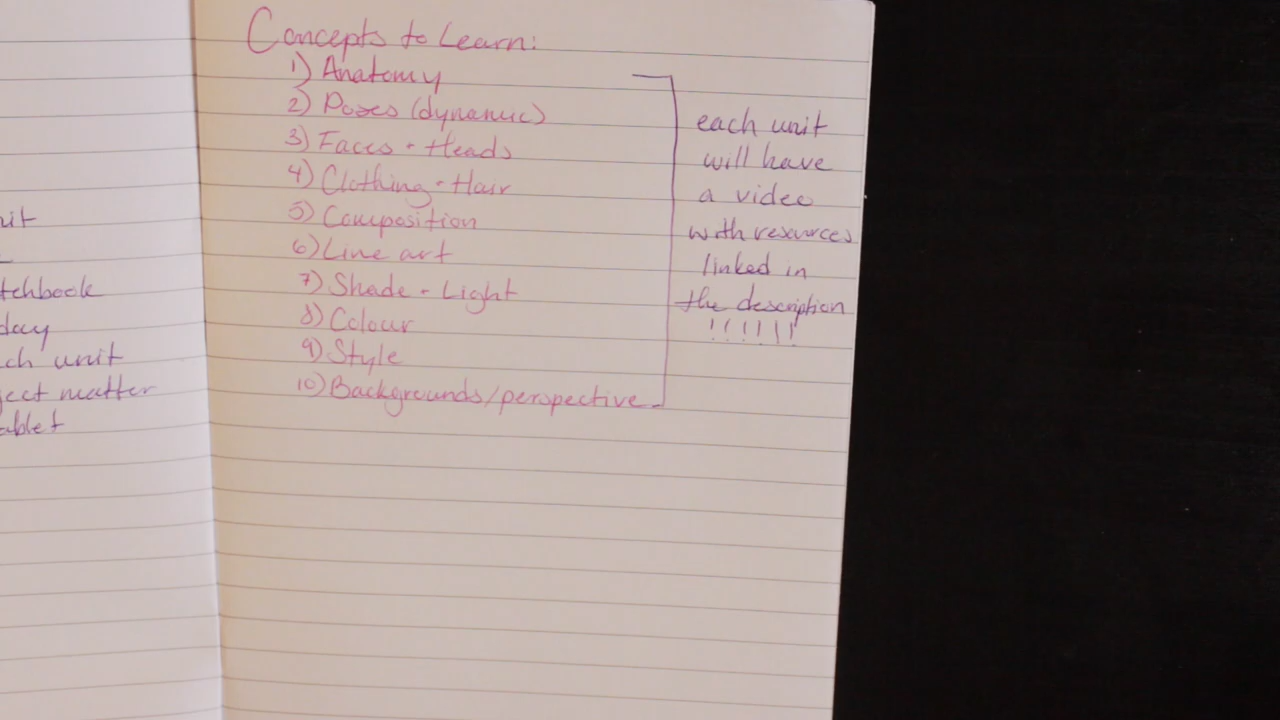 uit
tchbook
day
ch unit
ject matter
ablet
Concepts to Learn:
1) Anatomy
2) Poses (dynamic)
3) Faces - Heads
4) Clothing - Hair
5) Composition
6) Line art
7) Shade - Light
8) Colour
9) Style
10) Backgrounds/perspective
each unit
will have
a video
with resources
linked in
the description
!!!!!!